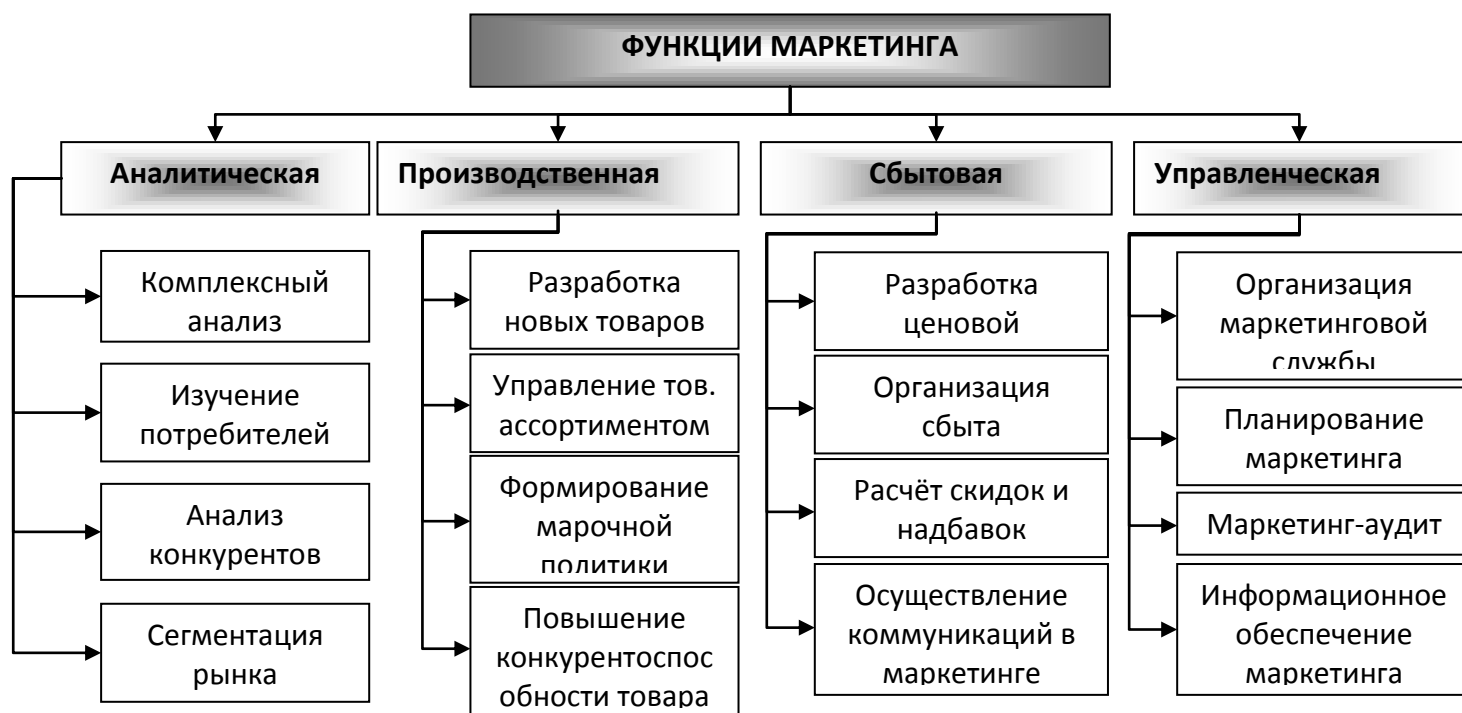 ФУНКЦИИ МАРКЕТИНГА
Аналитическая
Комплексный
анализ
Изучение
потребителей
Анализ
конкурентов
Сегментация
рынка
Производственная
Разработка
новых товаров
Управление тов.
ассортиментом
Формирование
марочной
политики
Повышение
конкурентоспос
обности товара
Сбытовая
Разработка
ценовой
Организация
сбыта
Расчёт скидок и
надбавок
Осуществление
коммуникаций в
маркетинге
Управленческая
Организация
маркетинговой
службы
Планирование
маркетинга
Маркетинг-аудит
Информационное
обеспечение
маркетинга